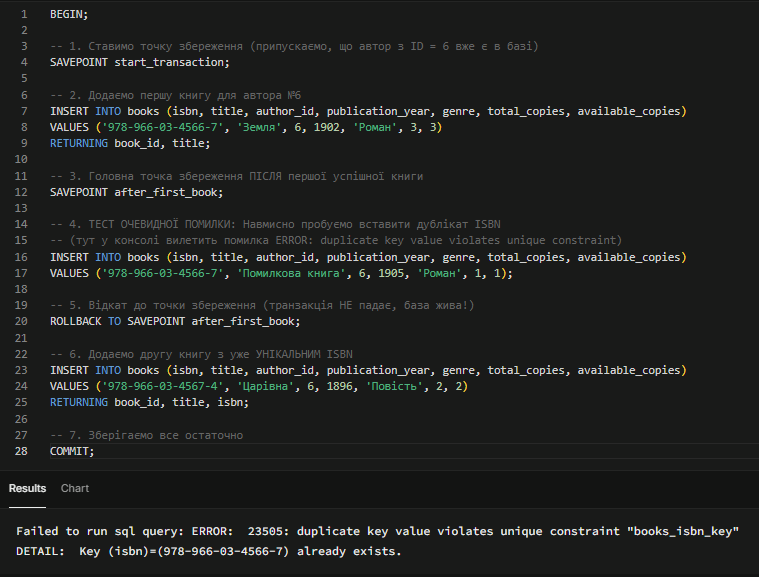 1 BEGIN;
2
3 -- 1. Ставимо точку збереження (припускаємо, що автор з ID = 6 вже є в базі)
4 SAVEPOINT start_transaction;
5
6 -- 2. Додаємо першу книгу для автора №6
7 INSERT INTO books (isbn, title, author_id, publication_year, genre, total_copies, available_copies)
8 VALUES ('978-966-03-4566-7', 'Земля', 6, 1902, 'Роман', 3, 3)
9 RETURNING book_id, title;
10
11 -- 3. Головна точка збереження ПІСЛЯ першої успішної книги
12 SAVEPOINT after_first_book;
13
14 -- 4. ТЕСТ ОЧЕВИДНОЇ ПОМИЛКИ: Навмисно пробуємо вставити дублікат ISBN
15 -- (тут у консолі вилетить помилка ERROR: duplicate key value violates unique constraint)
16 INSERT INTO books (isbn, title, author_id, publication_year, genre, total_copies, available_copies)
17 VALUES ('978-966-03-4566-7', 'Помилкова книга', 6, 1905, 'Роман', 1, 1);
18
19 -- 5. Відкат до точки збереження (транзакція НЕ падає, база жива!)
20 ROLLBACK TO SAVEPOINT after_first_book;
21
22 -- 6. Додаємо другу книгу з уже УНІКАЛЬНИМ ISBN
23 INSERT INTO books (isbn, title, author_id, publication_year, genre, total_copies, available_copies)
24 VALUES ('978-966-03-4567-4', 'Царівна', 6, 1896, 'Повість', 2, 2)
25 RETURNING book_id, title, isbn;
26
27 -- 7. Зберігаємо все остаточно
28 COMMIT;
Results Chart
Failed to run sql query: ERROR: 23505: duplicate key value violates unique constraint "books_isbn_key"
DETAIL: Key (isbn)=(978-966-03-4566-7) already exists.